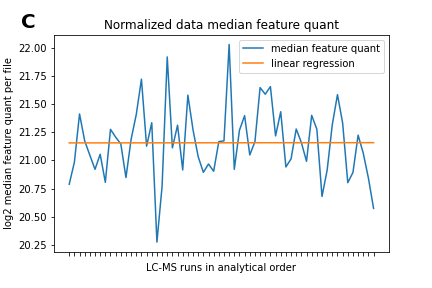 C
Normalized data median feature quant
median feature quant
linear regression
log2 median feature quant per file
22.00
21.75
21.50
21.25
21.00
20.75
20.50
20.25
LC-MS runs in analytical order